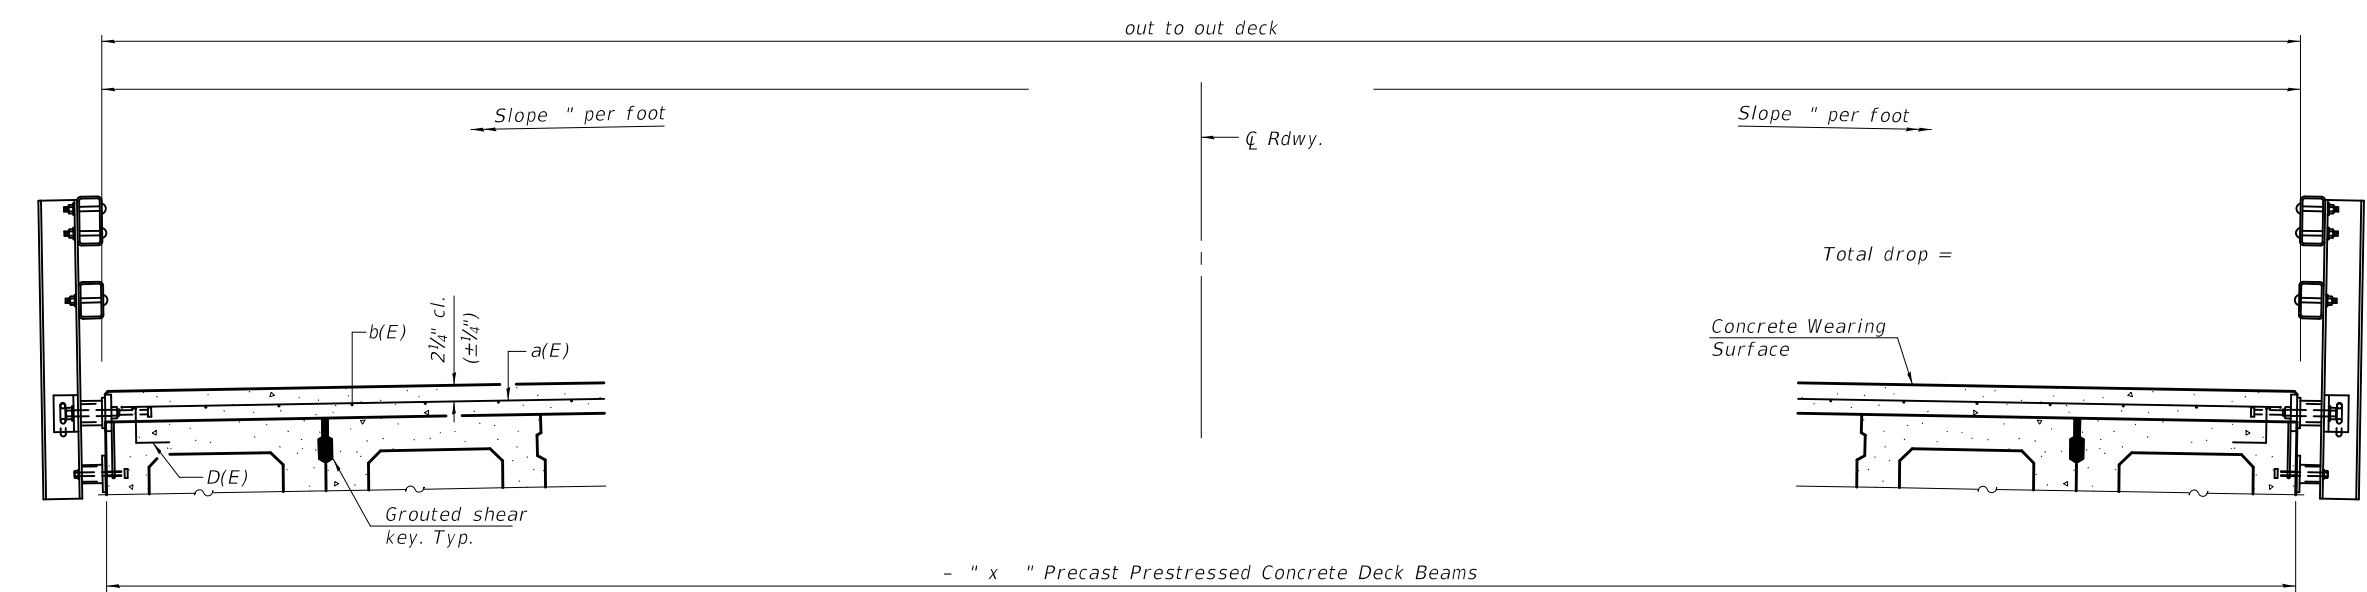 out to out deck
Slope " per foot
Slope " per foot
℄ Rdwy.
Total drop =
b(E)
2¼" cl.
(±¼")
a(E)
Concrete Wearing
Surface
D(E)
Grouted shear
key. Typ.
– " x " Precast Prestressed Concrete Deck Beams